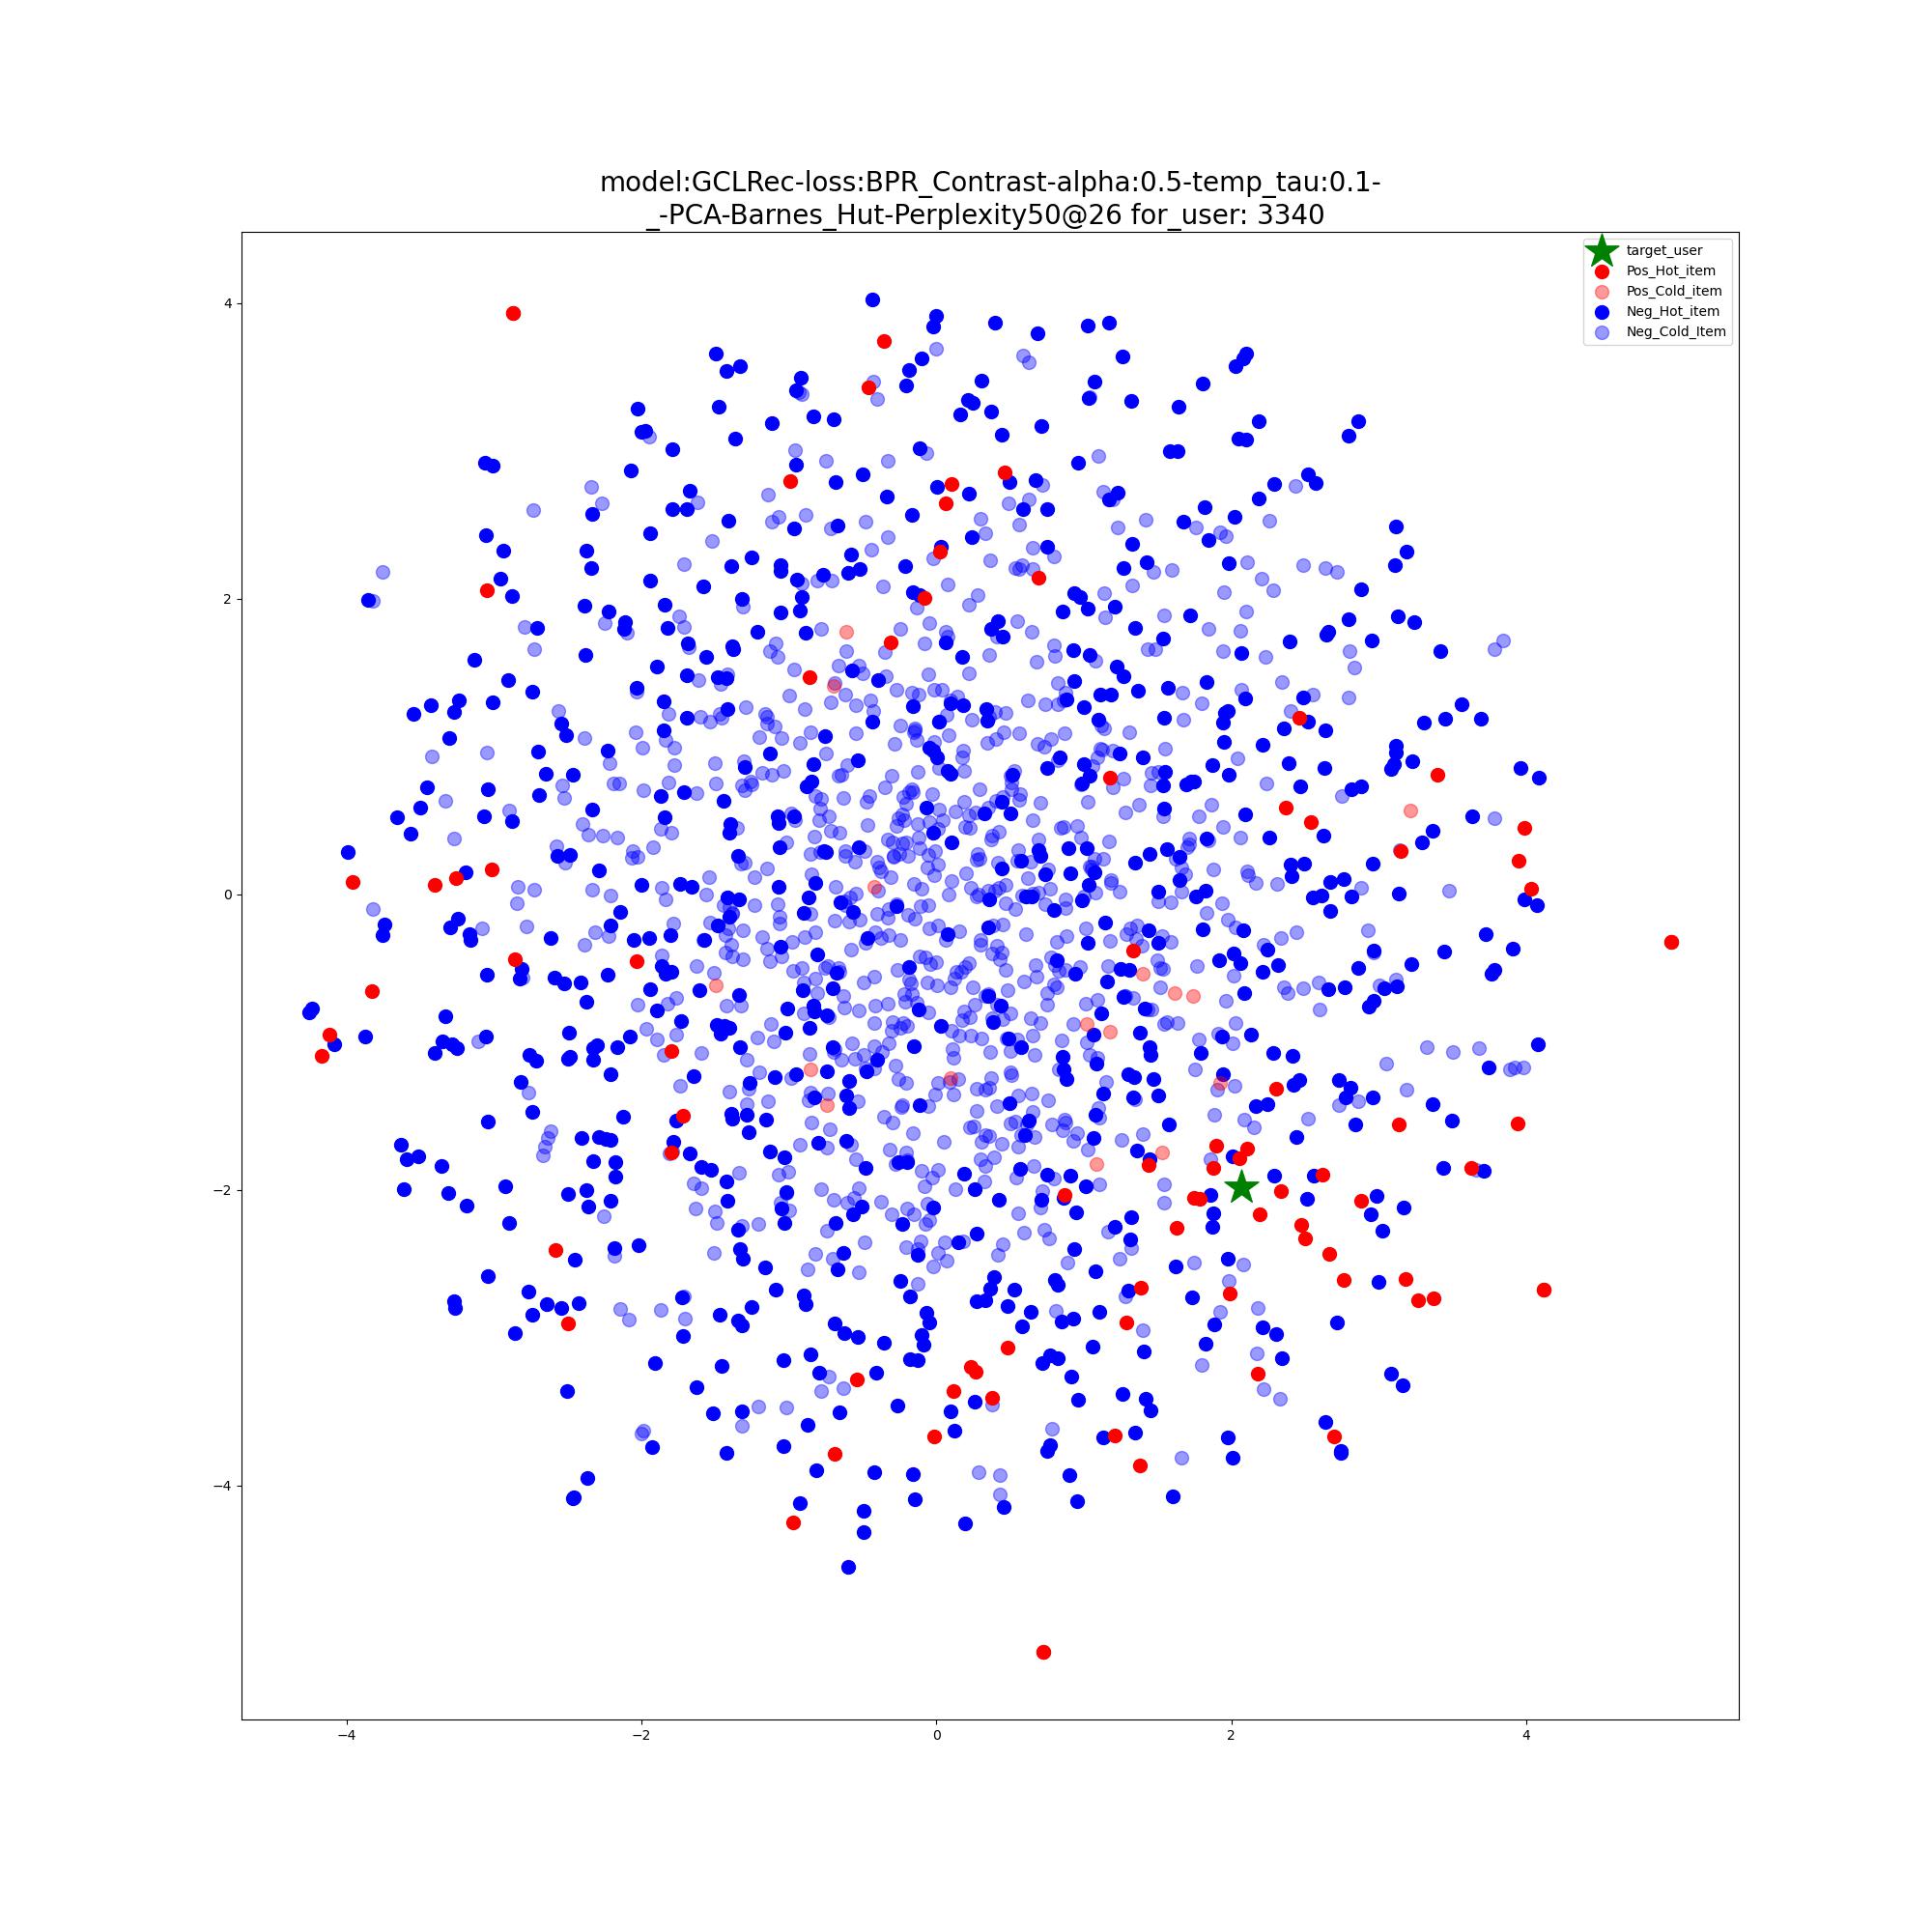 model:GCLRec-loss:BPR_Contrast-alpha:0.5-temp_tau:0.1-
_-PCA-Barnes_Hut-Perplexity50@26 for_user: 3340
target_user
Pos_Hot_item
Pos_Cold_item
Neg_Hot_item
Neg_Cold_Item
4
2
0
−2
−4
−4
−2
0
2
4